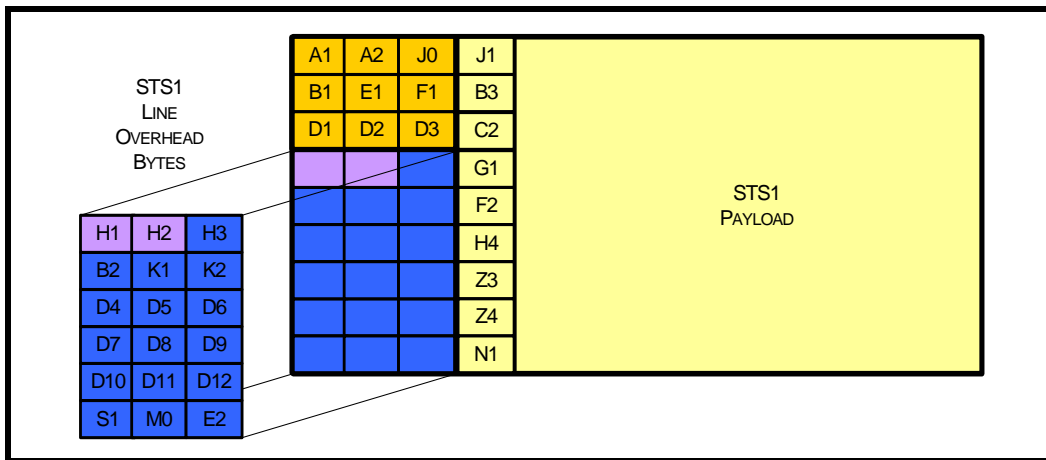 STS1
LINE
OVERHEAD
BYTES
A1 A2 J0 J1
B1 E1 F1 B3
D1 D2 D3 C2
G1
F2
H4
Z3
Z4
N1
STS1
PAYLOAD
H1 H2 H3
B2 K1 K2
D4 D5 D6
D7 D8 D9
D10 D11 D12
S1 M0 E2